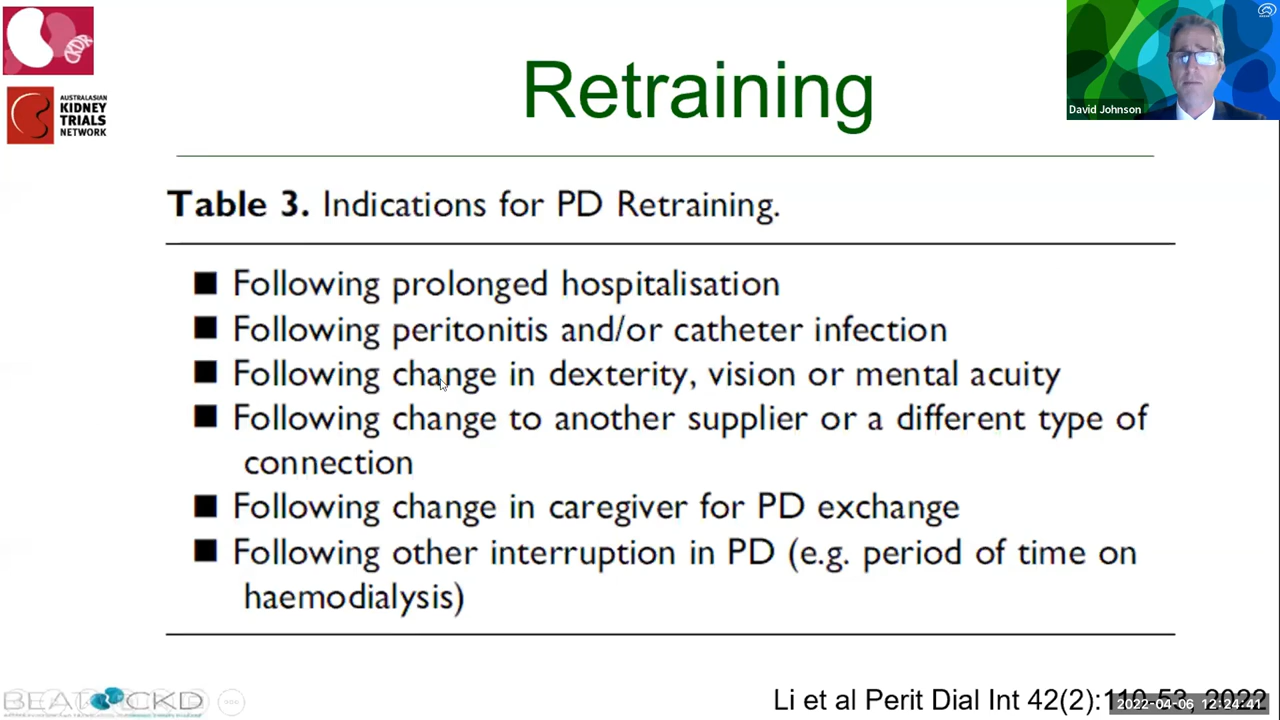 CKDR
AUSTRALASIAN
KIDNEY
TRIALS
NETWORK
Retraining
David Johnson
Table 3. Indications for PD Retraining.
■ Following prolonged hospitalisation
■ Following peritonitis and/or catheter infection
■ Following change in dexterity, vision or mental acuity
■ Following change to another supplier or a different type of
connection
■ Following change in caregiver for PD exchange
■ Following other interruption in PD (e.g. period of time on
haemodialysis)
BEAT CKD
Li et al Perit Dial Int 42(2):110-53, 2022
2022-04-06 12:24:41